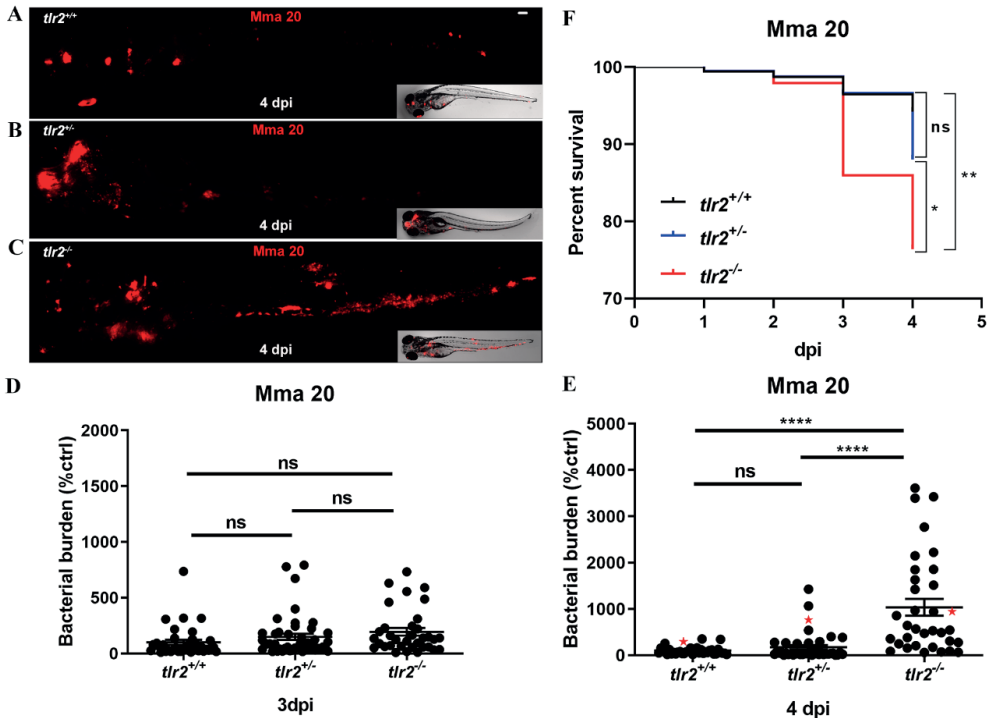 A
tlr2+/+
Mma 20
4 dpi
B
tlr2+/-
Mma 20
4 dpi
C
tlr2-/-
Mma 20
4 dpi
F
Mma 20
Percent survival
100
90
80
70
0 1 2 3 4 5
dpi
tlr2+/+
tlr2+/-
tlr2-/-
ns
*
**
D
Mma 20
Bacterial burden (%ctrl)
2000
1500
1000
500
0
ns
ns
ns
tlr2+/+ tlr2+/- tlr2-/-
3dpi
E
Mma 20
Bacterial burden (%ctrl)
5000
4000
3000
2000
1000
0
****
****
ns
tlr2+/+ tlr2+/- tlr2-/-
4 dpi